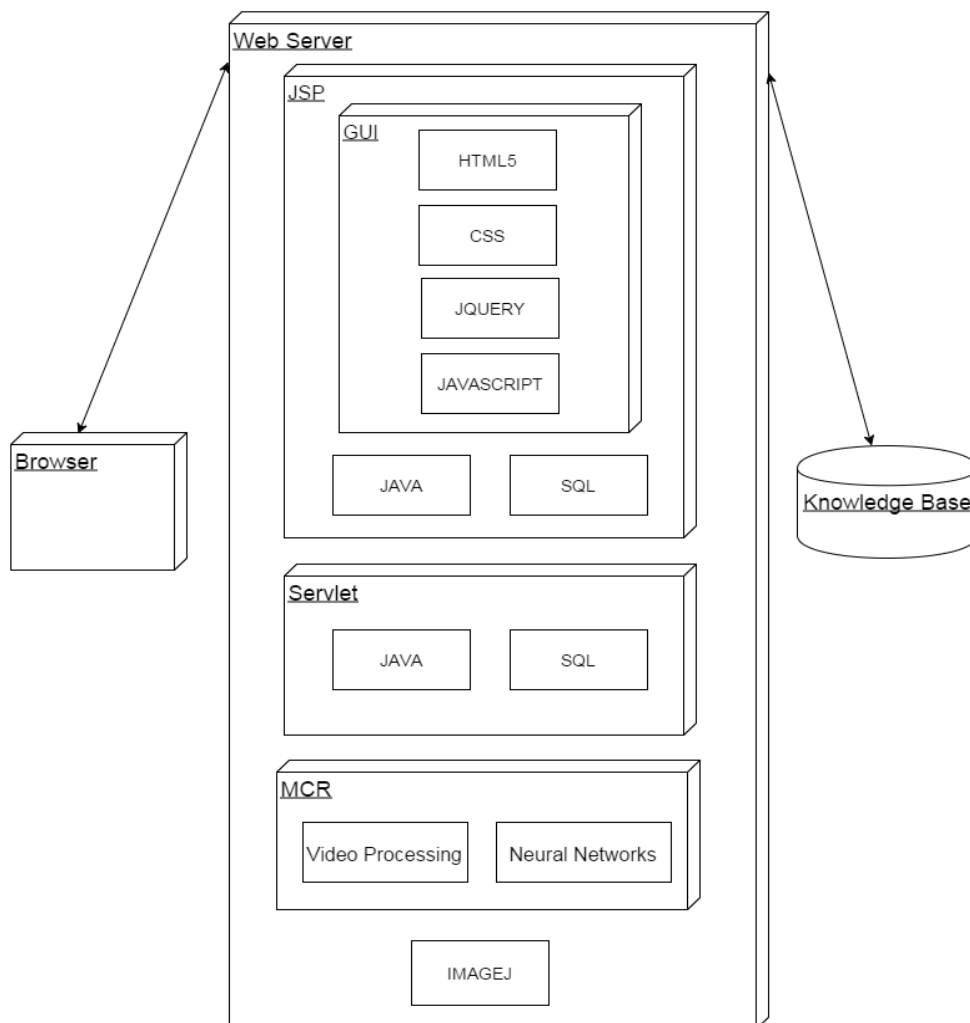 Web Server
JSP
GUI
HTML5
CSS
JQUERY
JAVASCRIPT
JAVA
SQL
Browser
Knowledge Base
Servlet
JAVA
SQL
MCR
Video Processing
Neural Networks
IMAGEJ